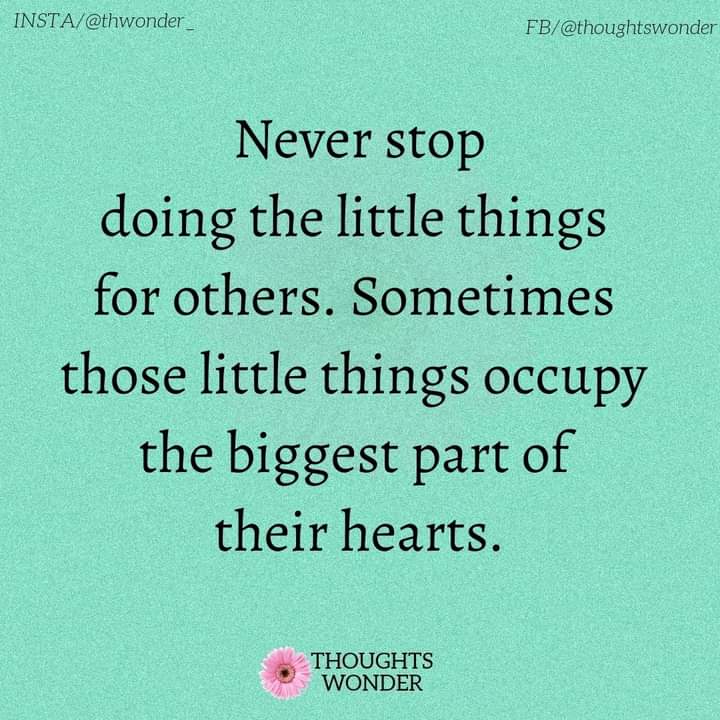 INSTA/@thwonder_
FB/@thoughtswonder
Never stop
doing the little things
for others. Sometimes
those little things occupy
the biggest part of
their hearts.
THOUGHTS
WONDER